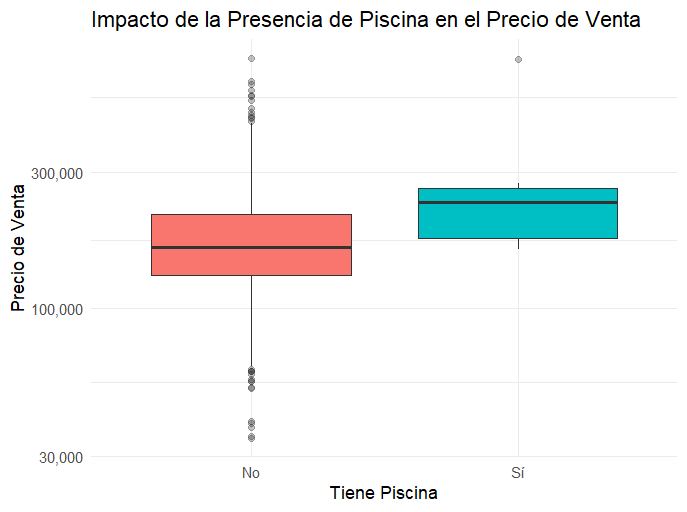 Impacto de la Presencia de Piscina en el Precio de Venta
Precio de Venta
300,000
100,000
30,000
No
Sí
Tiene Piscina